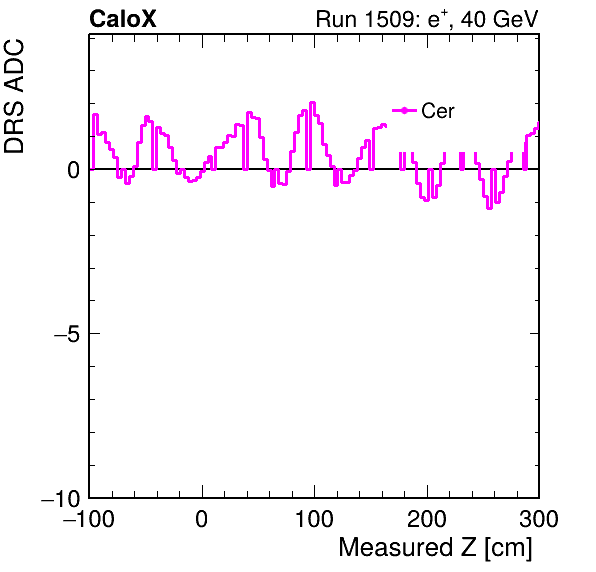 CaloX
Run 1509: e+, 40 GeV
DRS ADC
Cer
0
−5
−10
−100 0 100 200 300
Measured Z [cm]